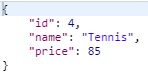 {
    "id": 4,
    "name": "Tennis",
    "price": 85
}